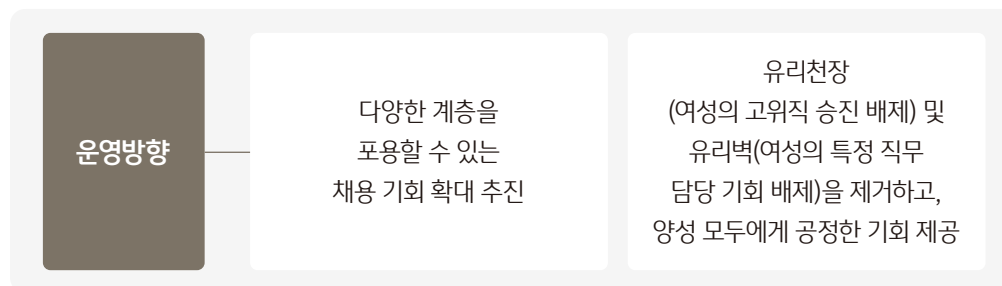 운영방향
다양한 계층을
포용할 수 있는
채용 기회 확대 추진
유리천장
(여성의 고위직 승진 배제) 및
유리벽(여성의 특정 직무
담당 기회 배제)을 제거하고,
양성 모두에게 공정한 기회 제공